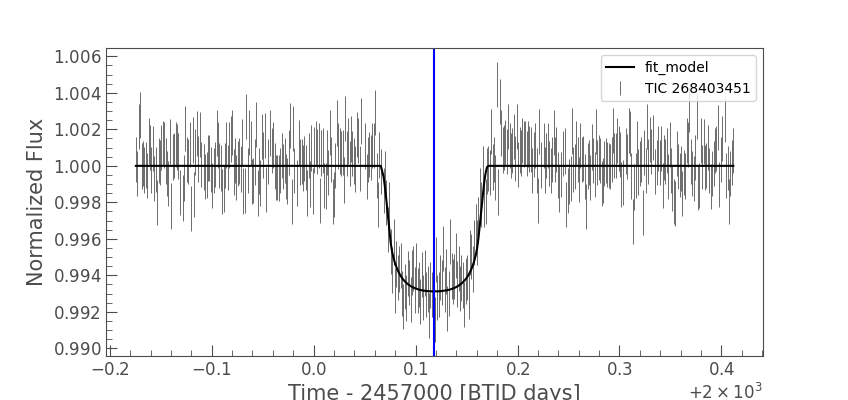 1.006
1.004
1.002
1.000
0.998
0.996
0.994
0.992
0.990
Normalized Flux
fit_model
TIC 268403451
−0.2 −0.1 0.0 0.1 0.2 0.3 0.4
Time - 2457000 [BTJD days]
+2 × 10³